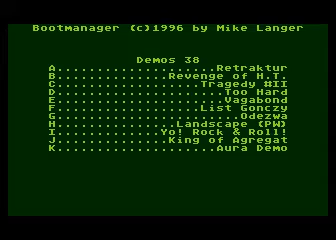 Bootmanager (c)1996 by Mike Langer
Demos 38
A....................Retraktur
B..............Revenge of H.T.
C..................Tragedy #II
D.....................Too Hard
E.....................Vagabond
F..................List Gonczy
G.......................Odezwa
H...............Landscape (PW)
I.............Yo! Rock & Roll!
J..............King of Agregat
K....................Aura Demo